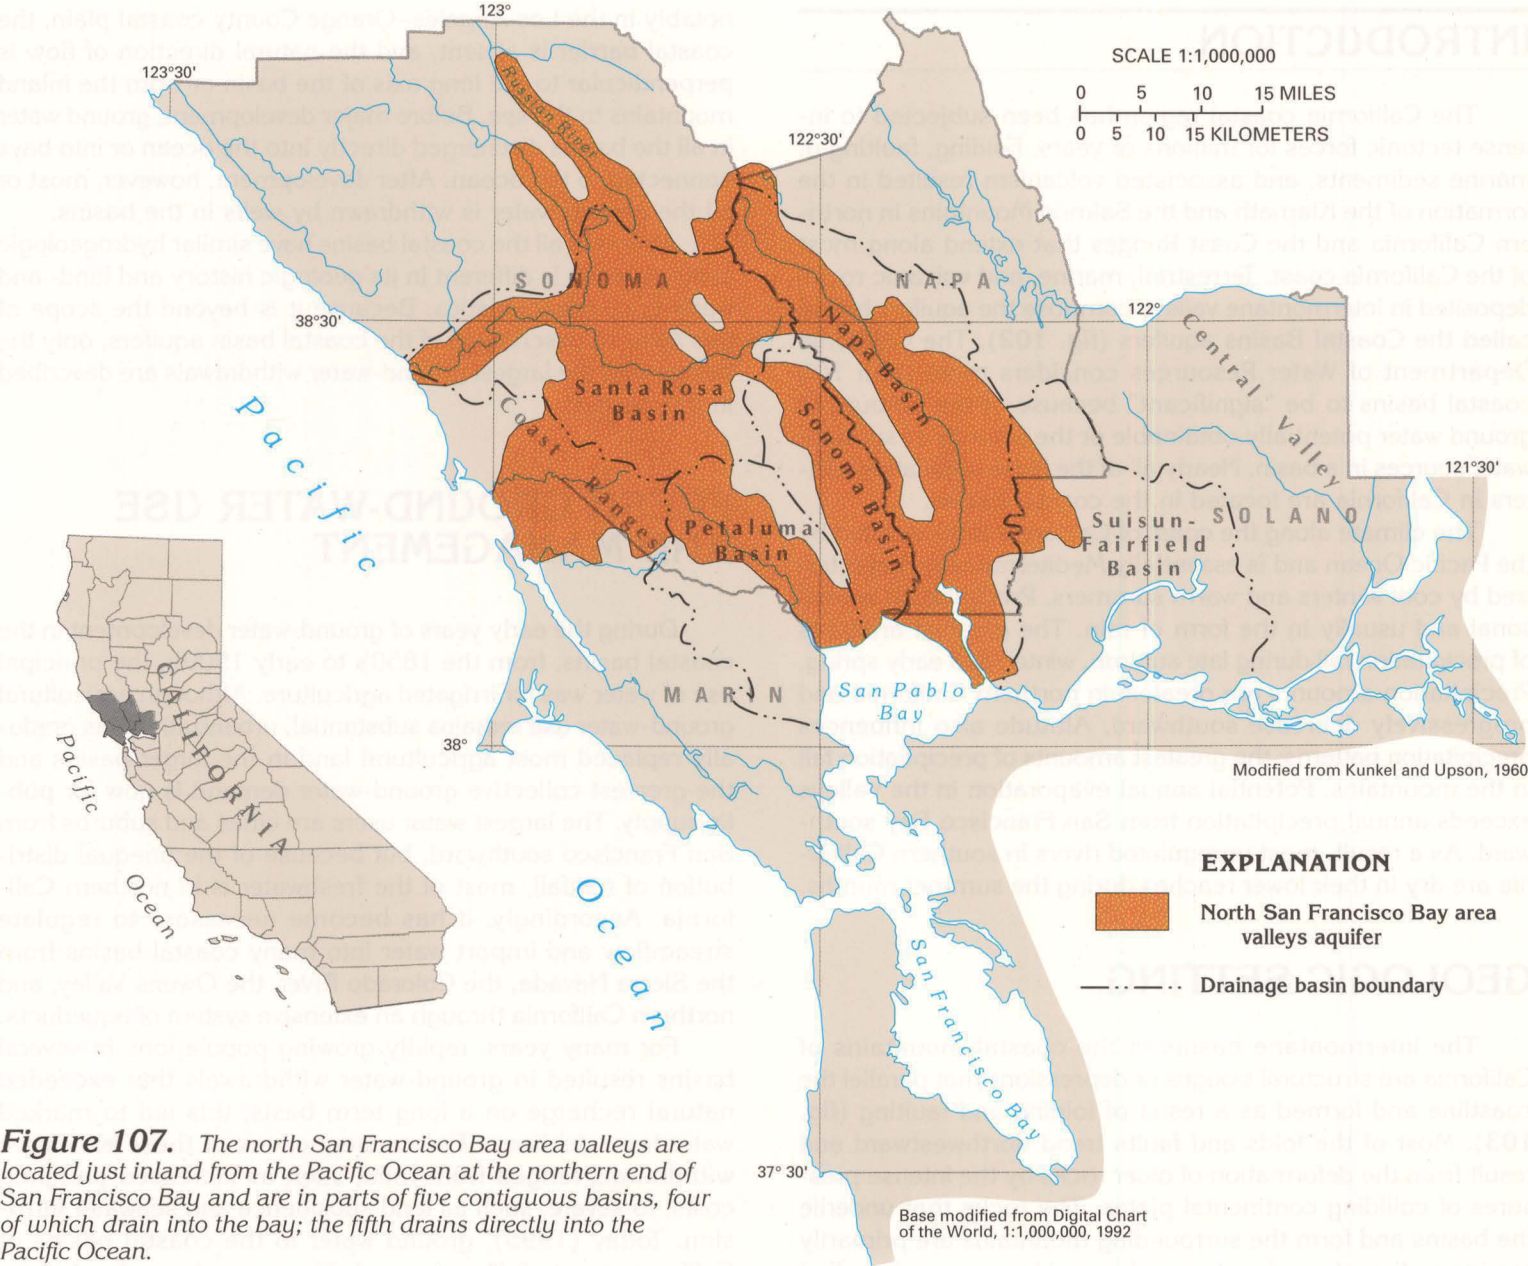 123°
123°30'
SCALE 1:1,000,000
0 5 10 15 MILES
0 5 10 15 KILOMETERS
122°30'
Russian River
SONOMA
NAPA
38°30'
122°
Central Valley
Napa Basin
Santa Rosa
Basin
Coast
Ranges
Sonoma Basin
121°30'
Pacific
Petaluma
Basin
Suisun-
Fairfield
Basin
SOLANO
MARIN
San Pablo
Bay
38°
Modified from Kunkel and Upson, 1960
CALIFORNIA
Pacific
Ocean
Ocean
EXPLANATION
North San Francisco Bay area
valleys aquifer
Drainage basin boundary
San Francisco Bay
37° 30'
Base modified from Digital Chart
of the World, 1:1,000,000, 1992
Figure 107. The north San Francisco Bay area valleys are
located just inland from the Pacific Ocean at the northern end of
San Francisco Bay and are in parts of five contiguous basins, four
of which drain into the bay; the fifth drains directly into the
Pacific Ocean.